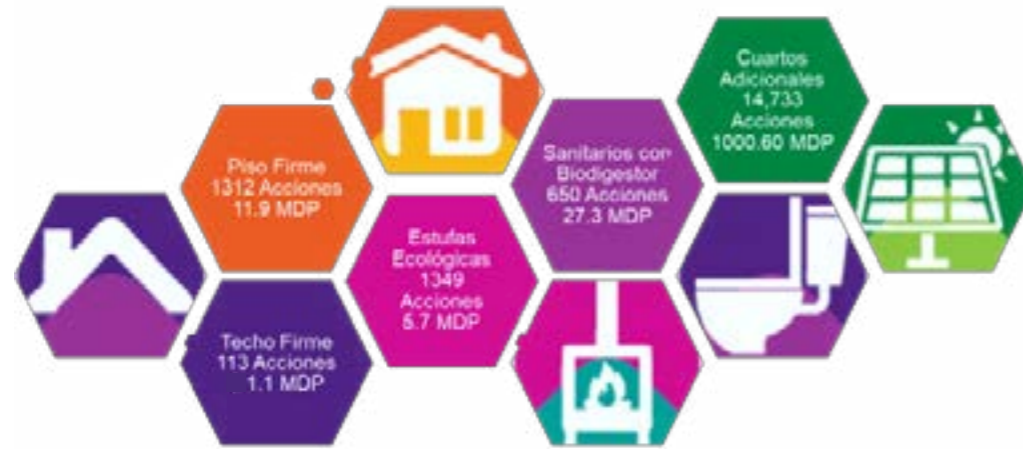 Piso Firme
1312 Acciones
11.9 MDP
Techo Firme
113 Acciones
1.1 MDP
Estufas
Ecológicas
1349
Acciones
5.7 MDP
Sanitarios con
Biodigestor
650 Acciones
27.3 MDP
Cuartos
Adicionales
14,733
Acciones
1000.60 MDP